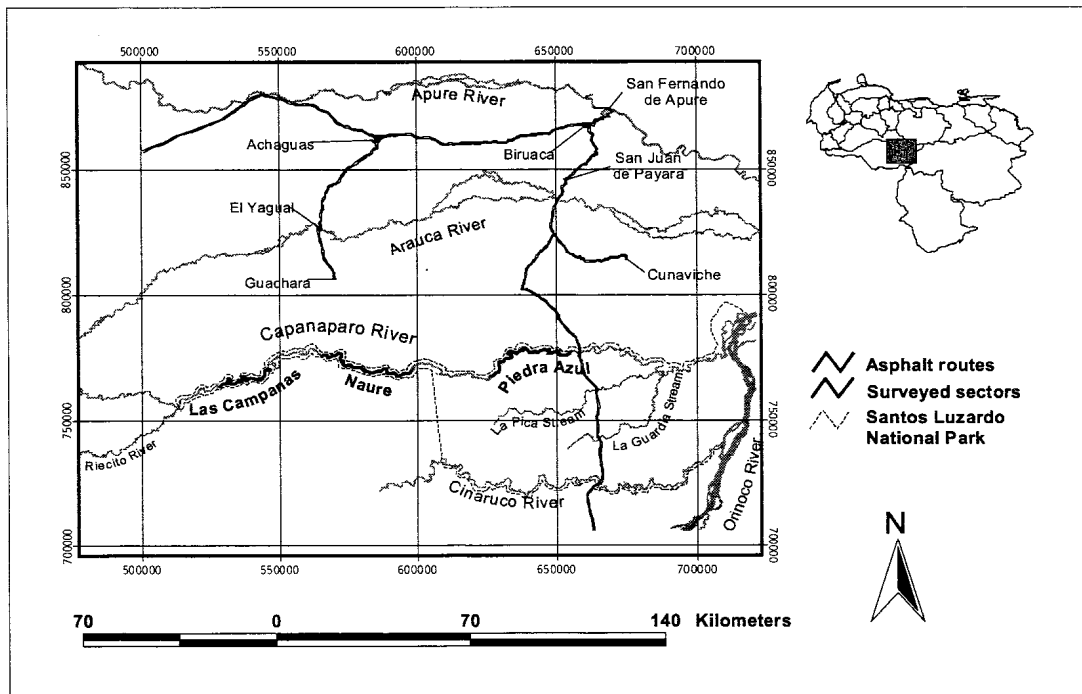 500000 550000 600000 650000 700000
San Fernando
de Apure
Apure River
Achaguas
Biruaca
San Juan
de Payara
850000
850000
El Yagual
Arauca River
Guachara
Cunaviche
800000
800000
Capanaparo River
Las Campanas
Naure
Piedra Azul
La Pica Stream
La Guardia Stream
750000
750000
Riecito River
Cinaruco River
Orinoco River
700000
700000
500000 550000 600000 650000 700000
Asphalt routes
Surveyed sectors
Santos Luzardo
National Park
N
70 0 70 140 Kilometers